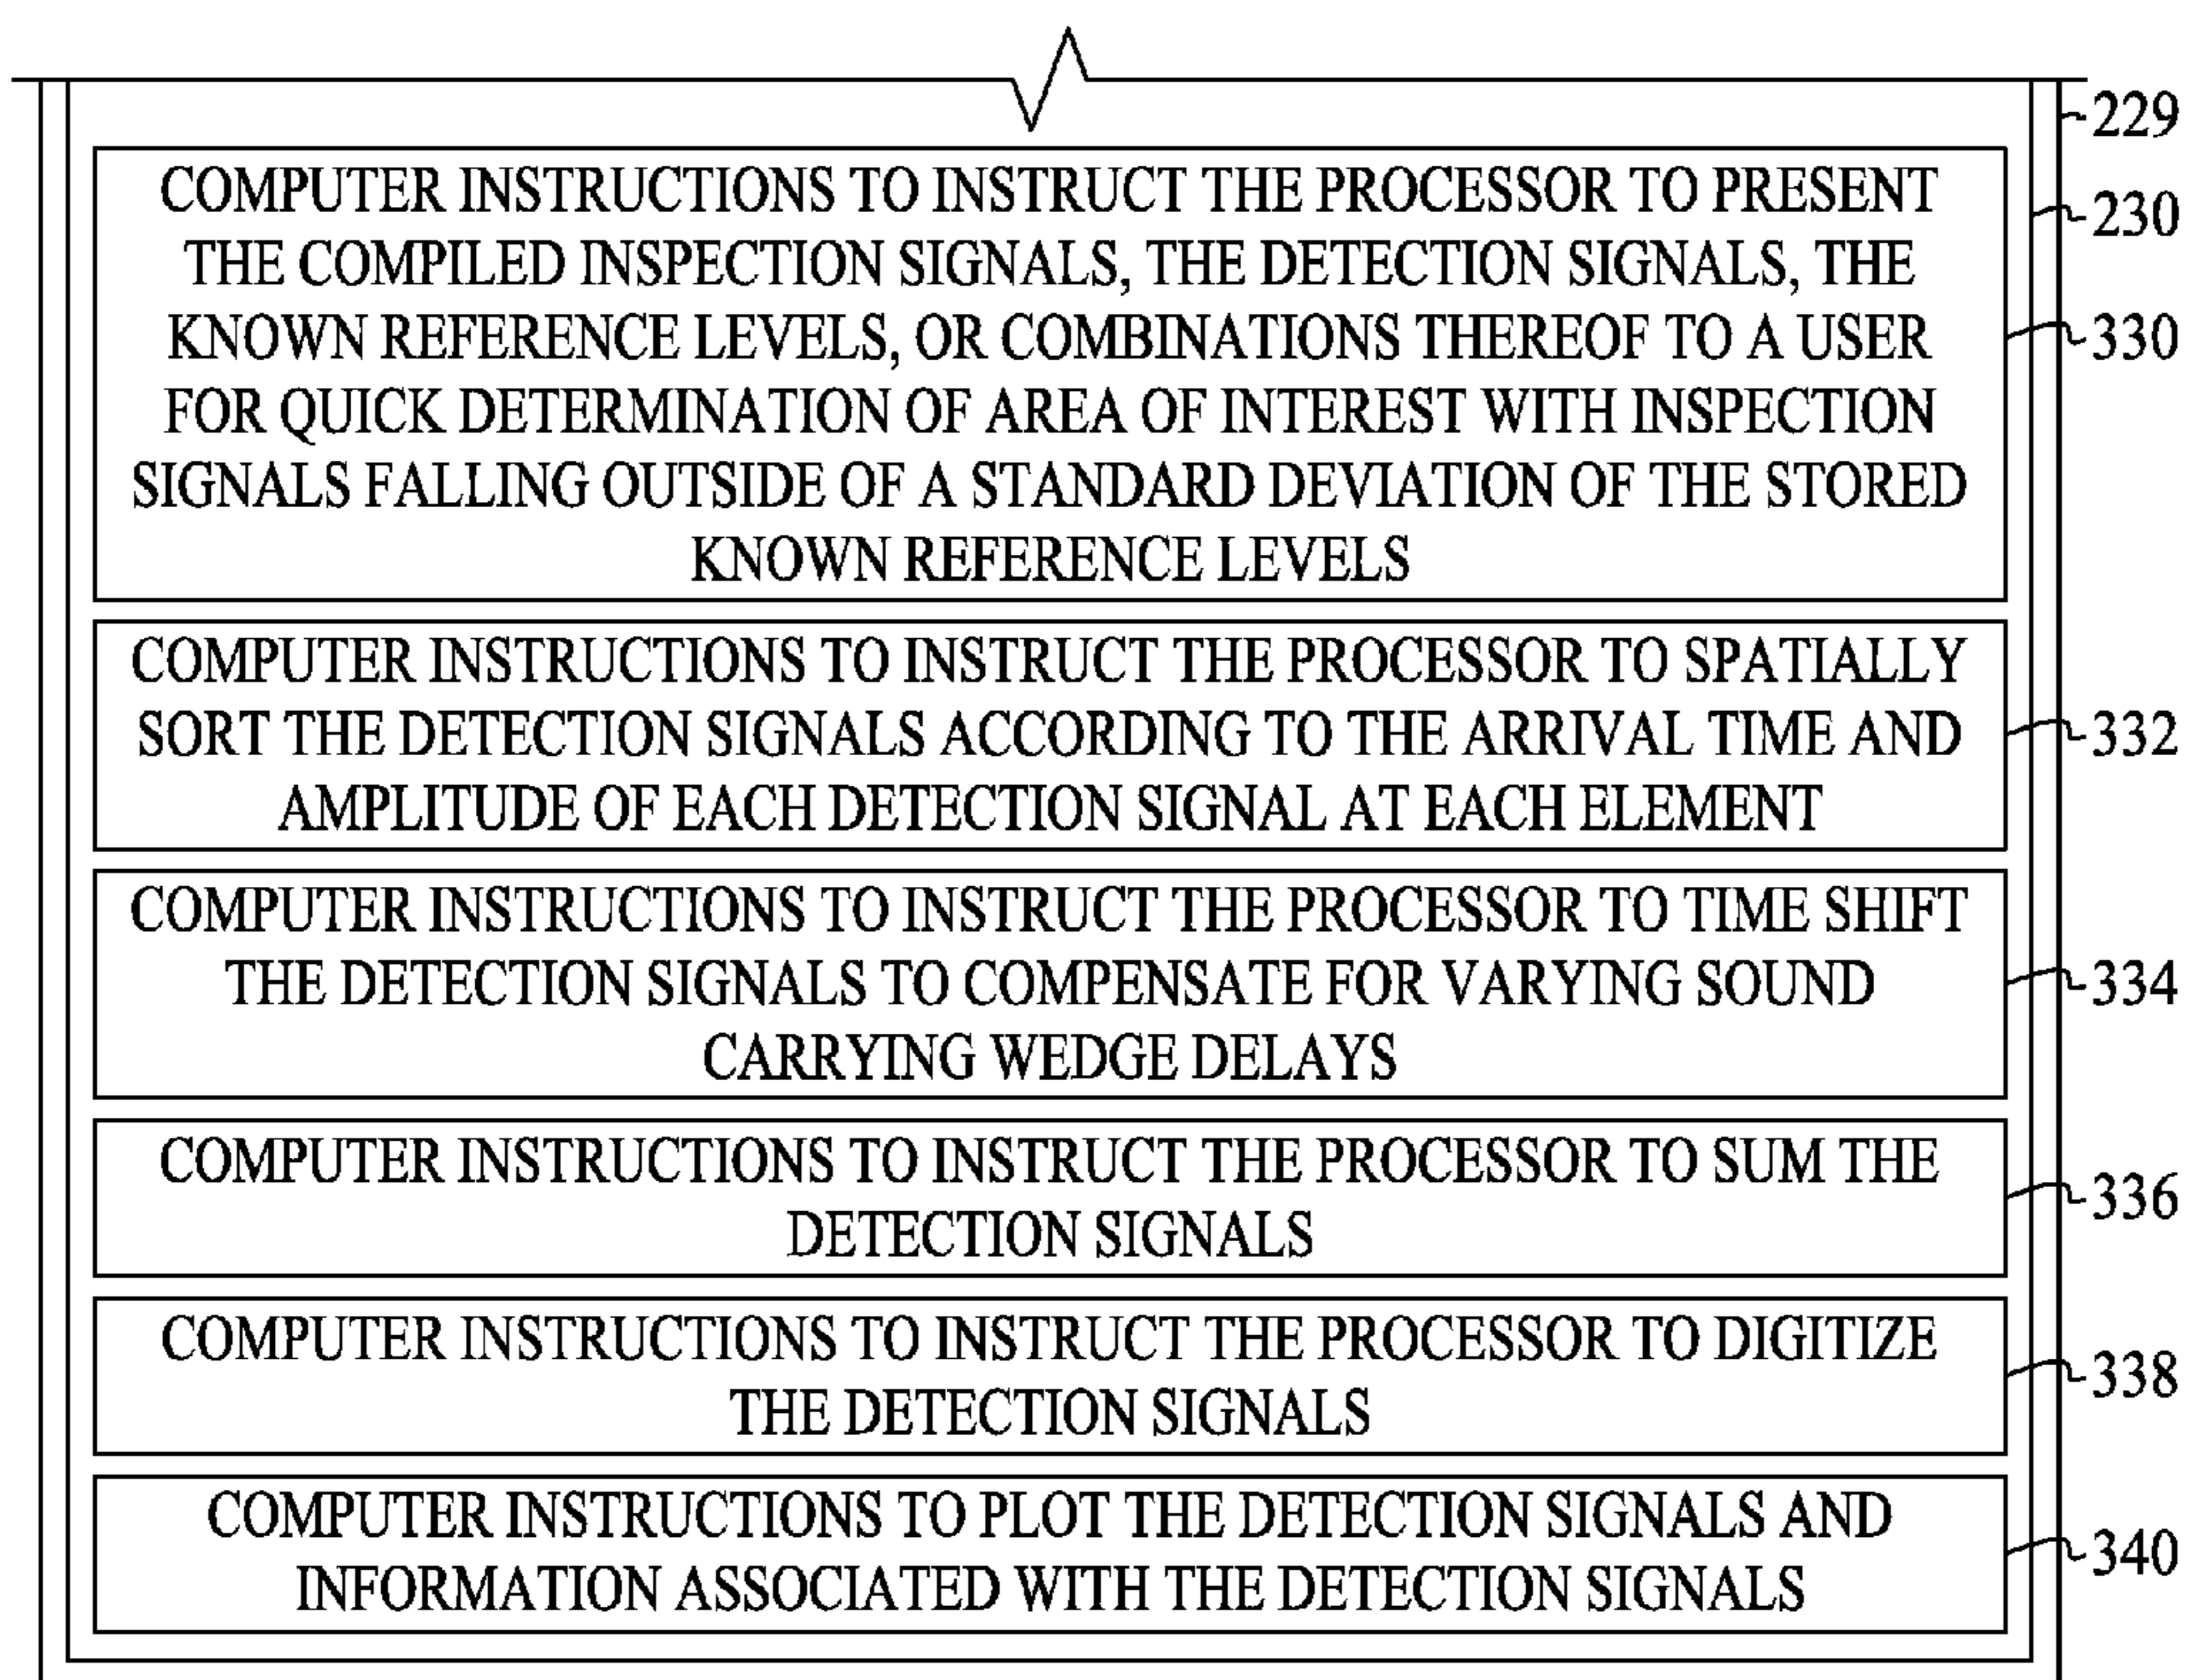 229
COMPUTER INSTRUCTIONS TO INSTRUCT THE PROCESSOR TO PRESENT
230
THE COMPILED INSPECTION SIGNALS, THE DETECTION SIGNALS, THE
KNOWN REFERENCE LEVELS, OR COMBINATIONS THEREOF TO A USER
330
FOR QUICK DETERMINATION OF AREA OF INTEREST WITH INSPECTION
SIGNALS FALLING OUTSIDE OF A STANDARD DEVIATION OF THE STORED
KNOWN REFERENCE LEVELS
COMPUTER INSTRUCTIONS TO INSTRUCT THE PROCESSOR TO SPATIALLY
SORT THE DETECTION SIGNALS ACCORDING TO THE ARRIVAL TIME AND
332
AMPLITUDE OF EACH DETECTION SIGNAL AT EACH ELEMENT
COMPUTER INSTRUCTIONS TO INSTRUCT THE PROCESSOR TO TIME SHIFT
THE DETECTION SIGNALS TO COMPENSATE FOR VARYING SOUND
334
CARRYING WEDGE DELAYS
COMPUTER INSTRUCTIONS TO INSTRUCT THE PROCESSOR TO SUM THE
336
DETECTION SIGNALS
COMPUTER INSTRUCTIONS TO INSTRUCT THE PROCESSOR TO DIGITIZE
338
THE DETECTION SIGNALS
COMPUTER INSTRUCTIONS TO PLOT THE DETECTION SIGNALS AND
340
INFORMATION ASSOCIATED WITH THE DETECTION SIGNALS